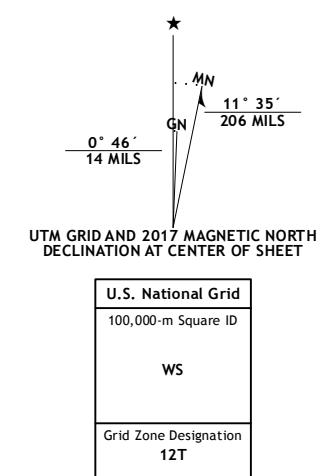 ★
MN
GN
11° 35´
206 MILS
0° 46´
14 MILS
UTM GRID AND 2017 MAGNETIC NORTH
DECLINATION AT CENTER OF SHEET
U.S. National Grid
100,000-m Square ID
WS
Grid Zone Designation
12T